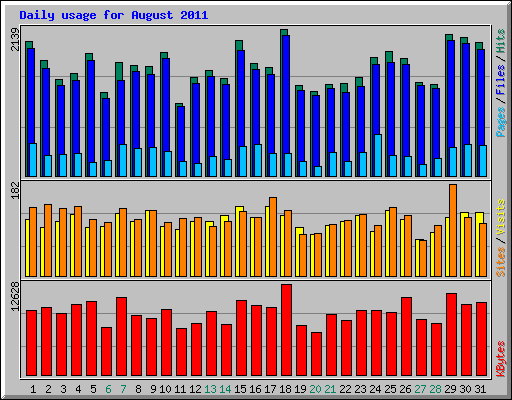 Daily usage for August 2011
2139
Pages / Files / Hits
182
Sites / Visits
12628
KBytes
1 2 3 4 5 6 7 8 9 10 11 12 13 14 15 16 17 18 19 20 21 22 23 24 25 26 27 28 29 30 31